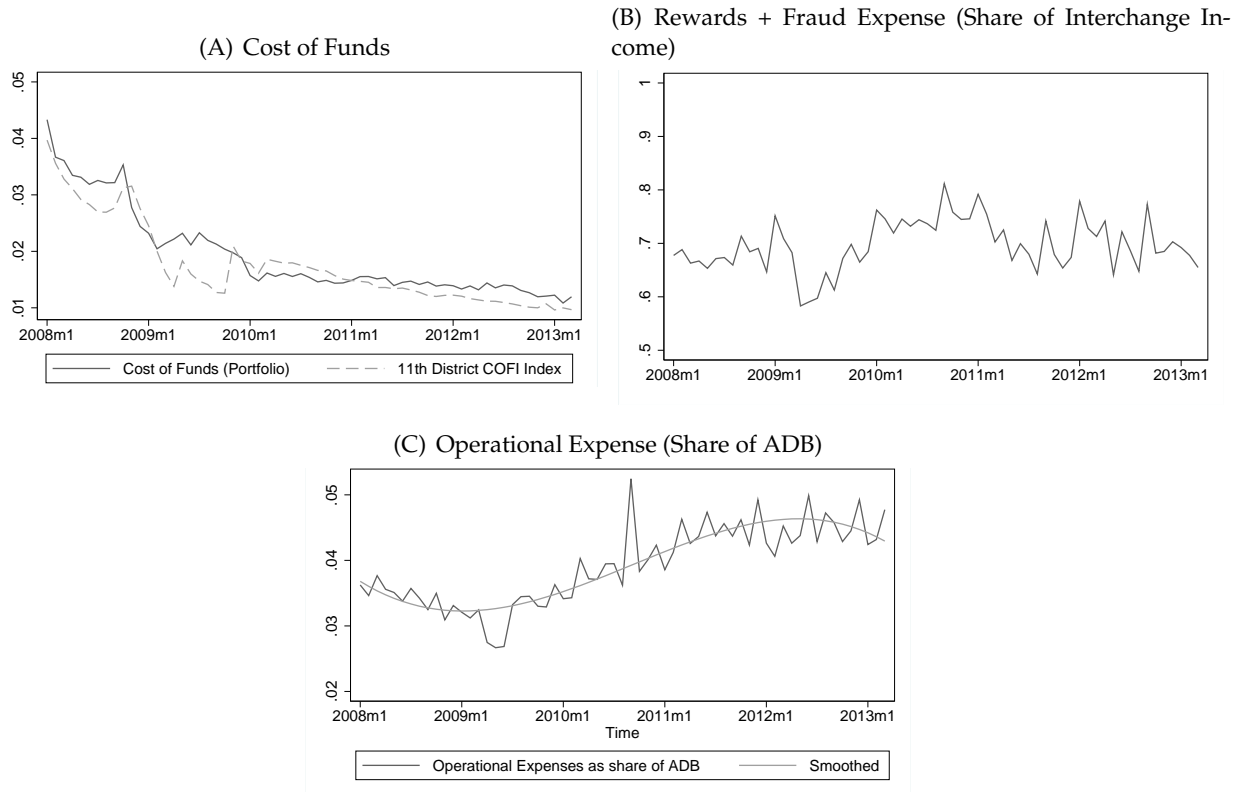 (A) Cost of Funds
.05
.04
.03
.02
.01
2008m1 2009m1 2010m1 2011m1 2012m1 2013m1
Cost of Funds (Portfolio) 11th District COFI Index
(B) Rewards + Fraud Expense (Share of Interchange In-
come)
1
.9
.8
.7
.6
.5
2008m1 2009m1 2010m1 2011m1 2012m1 2013m1
(C) Operational Expense (Share of ADB)
.05
.04
.03
.02
2008m1 2009m1 2010m1 2011m1 2012m1 2013m1
Time
Operational Expenses as share of ADB Smoothed